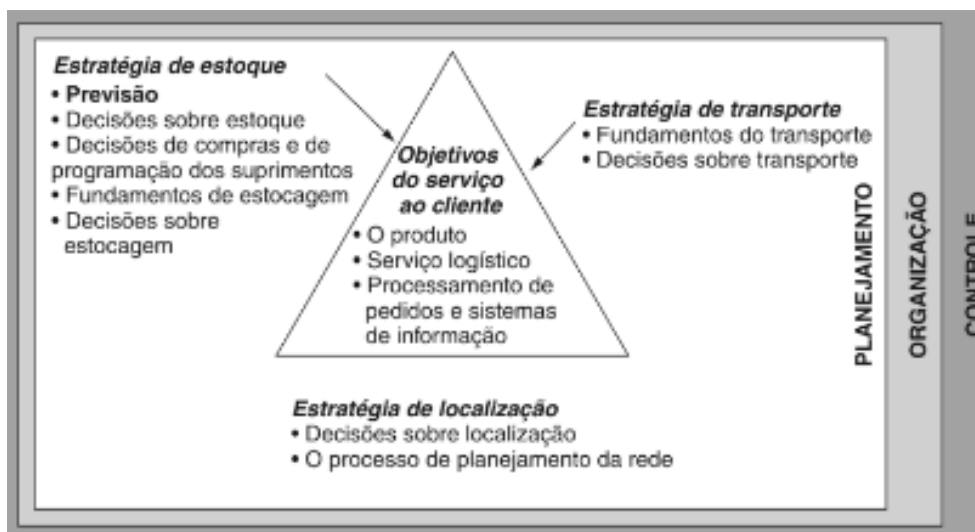 Estratégia de estoque
• Previsão
• Decisões sobre estoque
• Decisões de compras e de
programação dos suprimentos
• Fundamentos de estocagem
• Decisões sobre
estocagem
Objetivos
do serviço
ao cliente
• O produto
• Serviço logístico
• Processamento de
pedidos e sistemas
de informação
Estratégia de transporte
• Fundamentos do transporte
• Decisões sobre transporte
Estratégia de localização
• Decisões sobre localização
• O processo de planejamento da rede
PLANEJAMENTO
ORGANIZAÇÃO
CONTROLE